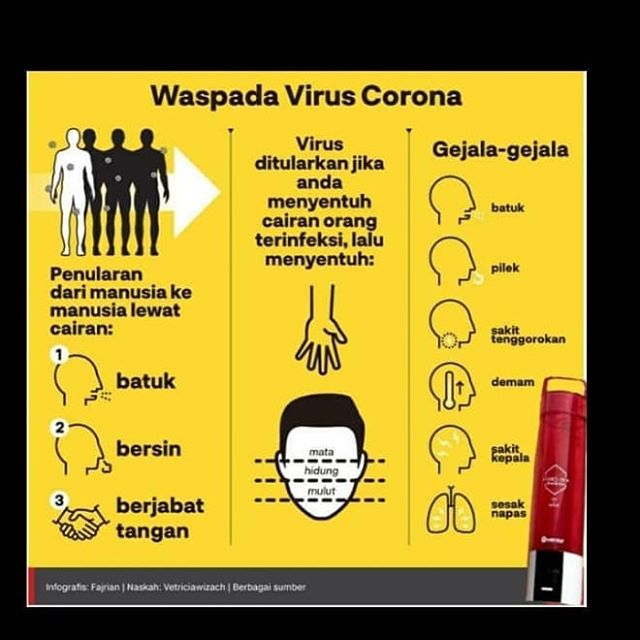 Waspada Virus Corona
Penularan
dari manusia ke
manusia lewat
cairan:
1
batuk
2
bersin
3
berjabat
tangan
Virus
ditularkan jika
anda
menyentuh
cairan orang
terinfeksi, lalu
menyentuh:
mata
hidung
mulut
Gejala-gejala
batuk
pilek
sakit
tenggorokan
demam
sakit
kepala
sesak
napas
Infografis: Fajrian | Naskah: Vetriciawizach | Berbagai sumber